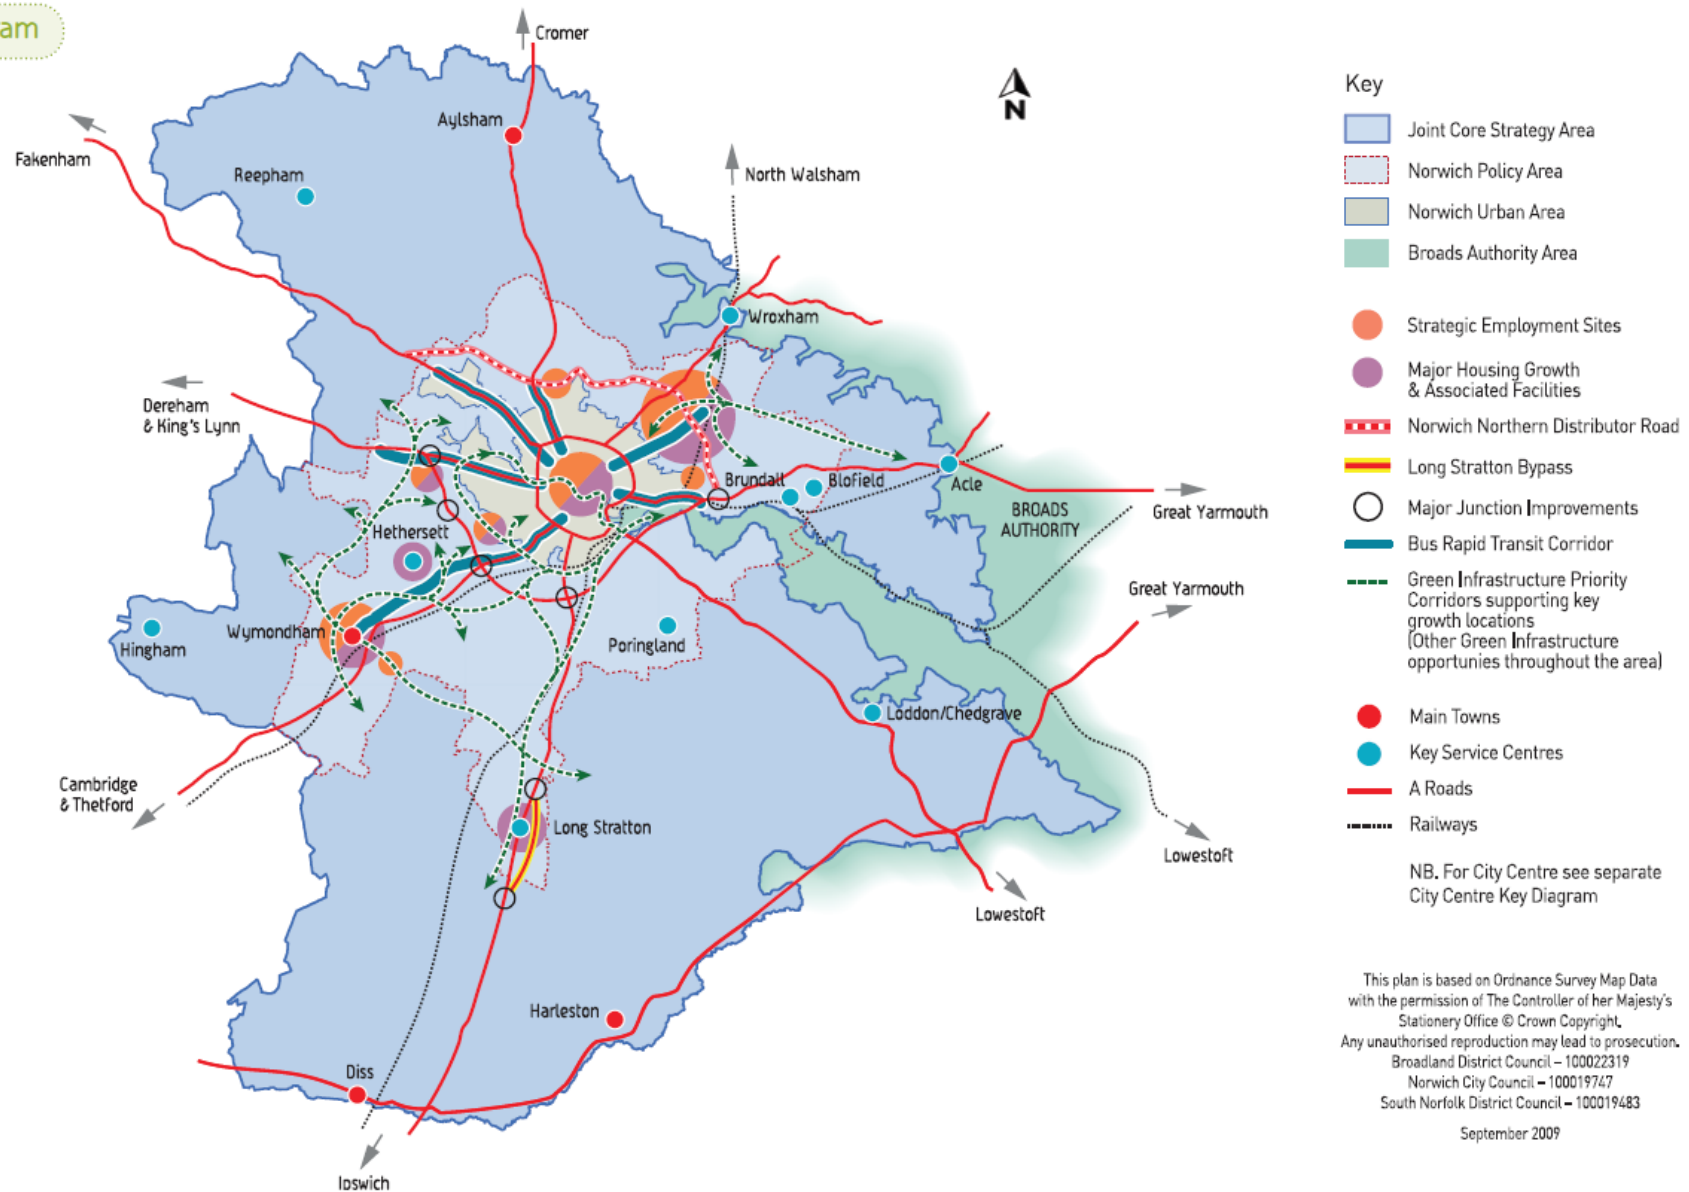 am
Cromer
Aylsham
Fakenham
Reepham
N
North Walsham
Wroxham
Dereham
& King's Lynn
Brundall
Blofield
Acle
BROADS
AUTHORITY
Great Yarmouth
Hethersett
Great Yarmouth
Wymondham
Hingham
Poringland
Loddon/Chedgrave
Cambridge
& Thetford
Long Stratton
Lowestoft
Lowestoft
Harleston
Diss
Ipswich
Key
Joint Core Strategy Area
Norwich Policy Area
Norwich Urban Area
Broads Authority Area
Strategic Employment Sites
Major Housing Growth
& Associated Facilities
Norwich Northern Distributor Road
Long Stratton Bypass
Major Junction Improvements
Bus Rapid Transit Corridor
Green Infrastructure Priority
Corridors supporting key
growth locations
(Other Green Infrastructure
opportunies throughout the area)
Main Towns
Key Service Centres
A Roads
Railways
NB. For City Centre see separate
City Centre Key Diagram
This plan is based on Ordnance Survey Map Data
with the permission of The Controller of her Majesty's
Stationery Office © Crown Copyright.
Any unauthorised reproduction may lead to prosecution.
Broadland District Council – 100022319
Norwich City Council – 100019747
South Norfolk District Council – 100019483
September 2009